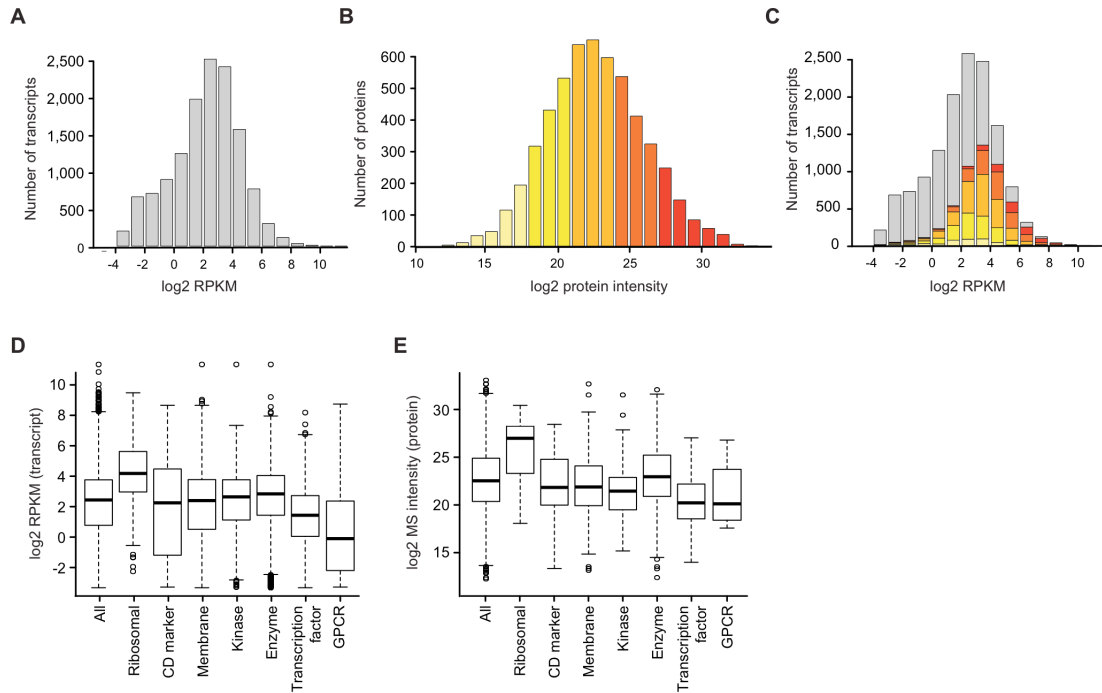 A
B
C
Number of transcripts
2,500
2,000
1,500
1,000
500
0
-4 -2 0 2 4 6 8 10
log2 RPKM
Number of proteins
600
500
400
300
200
100
0
10 15 20 25 30
log2 protein intensity
Number of transcripts
2,500
2,000
1,500
1,000
500
0
-4 -2 0 2 4 6 8 10
log2 RPKM
D
E
log2 RPKM (transcript)
10
8
6
4
2
0
-2
All
Ribosomal
CD marker
Membrane
Kinase
Enzyme
Transcription
factor
GPCR
log2 MS intensity (protein)
30
25
20
15
All
Ribosomal
CD marker
Membrane
Kinase
Enzyme
Transcription
factor
GPCR